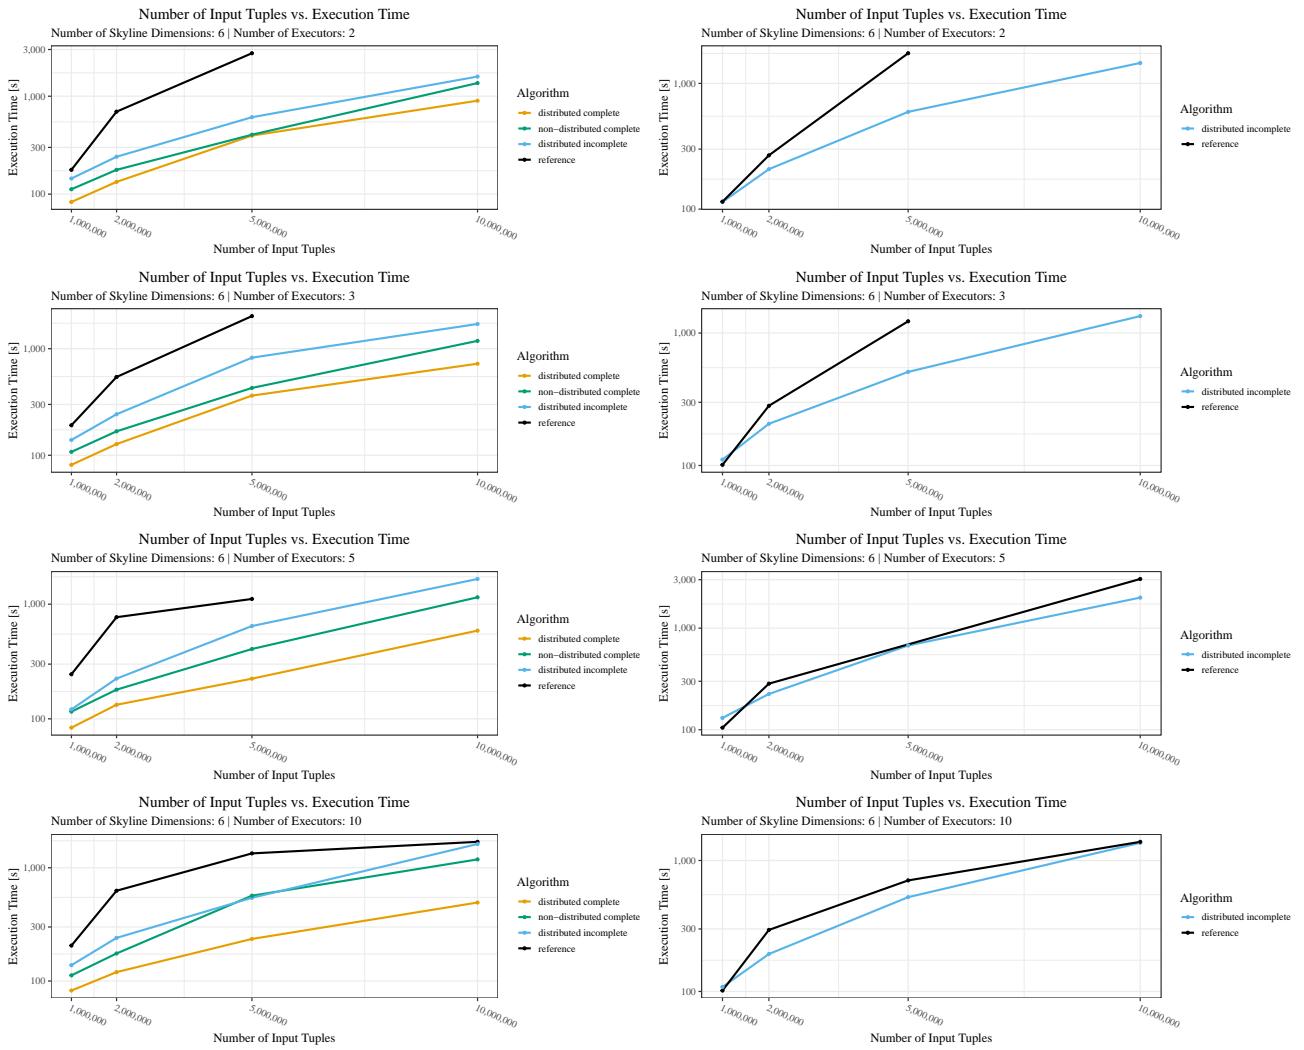 Number of Input Tuples vs. Execution Time
Number of Skyline Dimensions: 6 | Number of Executors: 2
Execution Time [s]
3,000
1,000
300
100
1,000,000
2,000,000
5,000,000
10,000,000
Number of Input Tuples
Algorithm
distributed complete
non−distributed complete
distributed incomplete
reference
Number of Input Tuples vs. Execution Time
Number of Skyline Dimensions: 6 | Number of Executors: 2
Execution Time [s]
1,000
300
100
1,000,000
2,000,000
5,000,000
10,000,000
Number of Input Tuples
Algorithm
distributed incomplete
reference
Number of Input Tuples vs. Execution Time
Number of Skyline Dimensions: 6 | Number of Executors: 3
Execution Time [s]
1,000
300
100
1,000,000
2,000,000
5,000,000
10,000,000
Number of Input Tuples
Algorithm
distributed complete
non−distributed complete
distributed incomplete
reference
Number of Input Tuples vs. Execution Time
Number of Skyline Dimensions: 6 | Number of Executors: 3
Execution Time [s]
1,000
300
100
1,000,000
2,000,000
5,000,000
10,000,000
Number of Input Tuples
Algorithm
distributed incomplete
reference
Number of Input Tuples vs. Execution Time
Number of Skyline Dimensions: 6 | Number of Executors: 5
Execution Time [s]
1,000
300
100
1,000,000
2,000,000
5,000,000
10,000,000
Number of Input Tuples
Algorithm
distributed complete
non−distributed complete
distributed incomplete
reference
Number of Input Tuples vs. Execution Time
Number of Skyline Dimensions: 6 | Number of Executors: 5
Execution Time [s]
3,000
1,000
300
100
1,000,000
2,000,000
5,000,000
10,000,000
Number of Input Tuples
Algorithm
distributed incomplete
reference
Number of Input Tuples vs. Execution Time
Number of Skyline Dimensions: 6 | Number of Executors: 10
Execution Time [s]
1,000
300
100
1,000,000
2,000,000
5,000,000
10,000,000
Number of Input Tuples
Algorithm
distributed complete
non−distributed complete
distributed incomplete
reference
Number of Input Tuples vs. Execution Time
Number of Skyline Dimensions: 6 | Number of Executors: 10
Execution Time [s]
1,000
300
100
1,000,000
2,000,000
5,000,000
10,000,000
Number of Input Tuples
Algorithm
distributed incomplete
reference